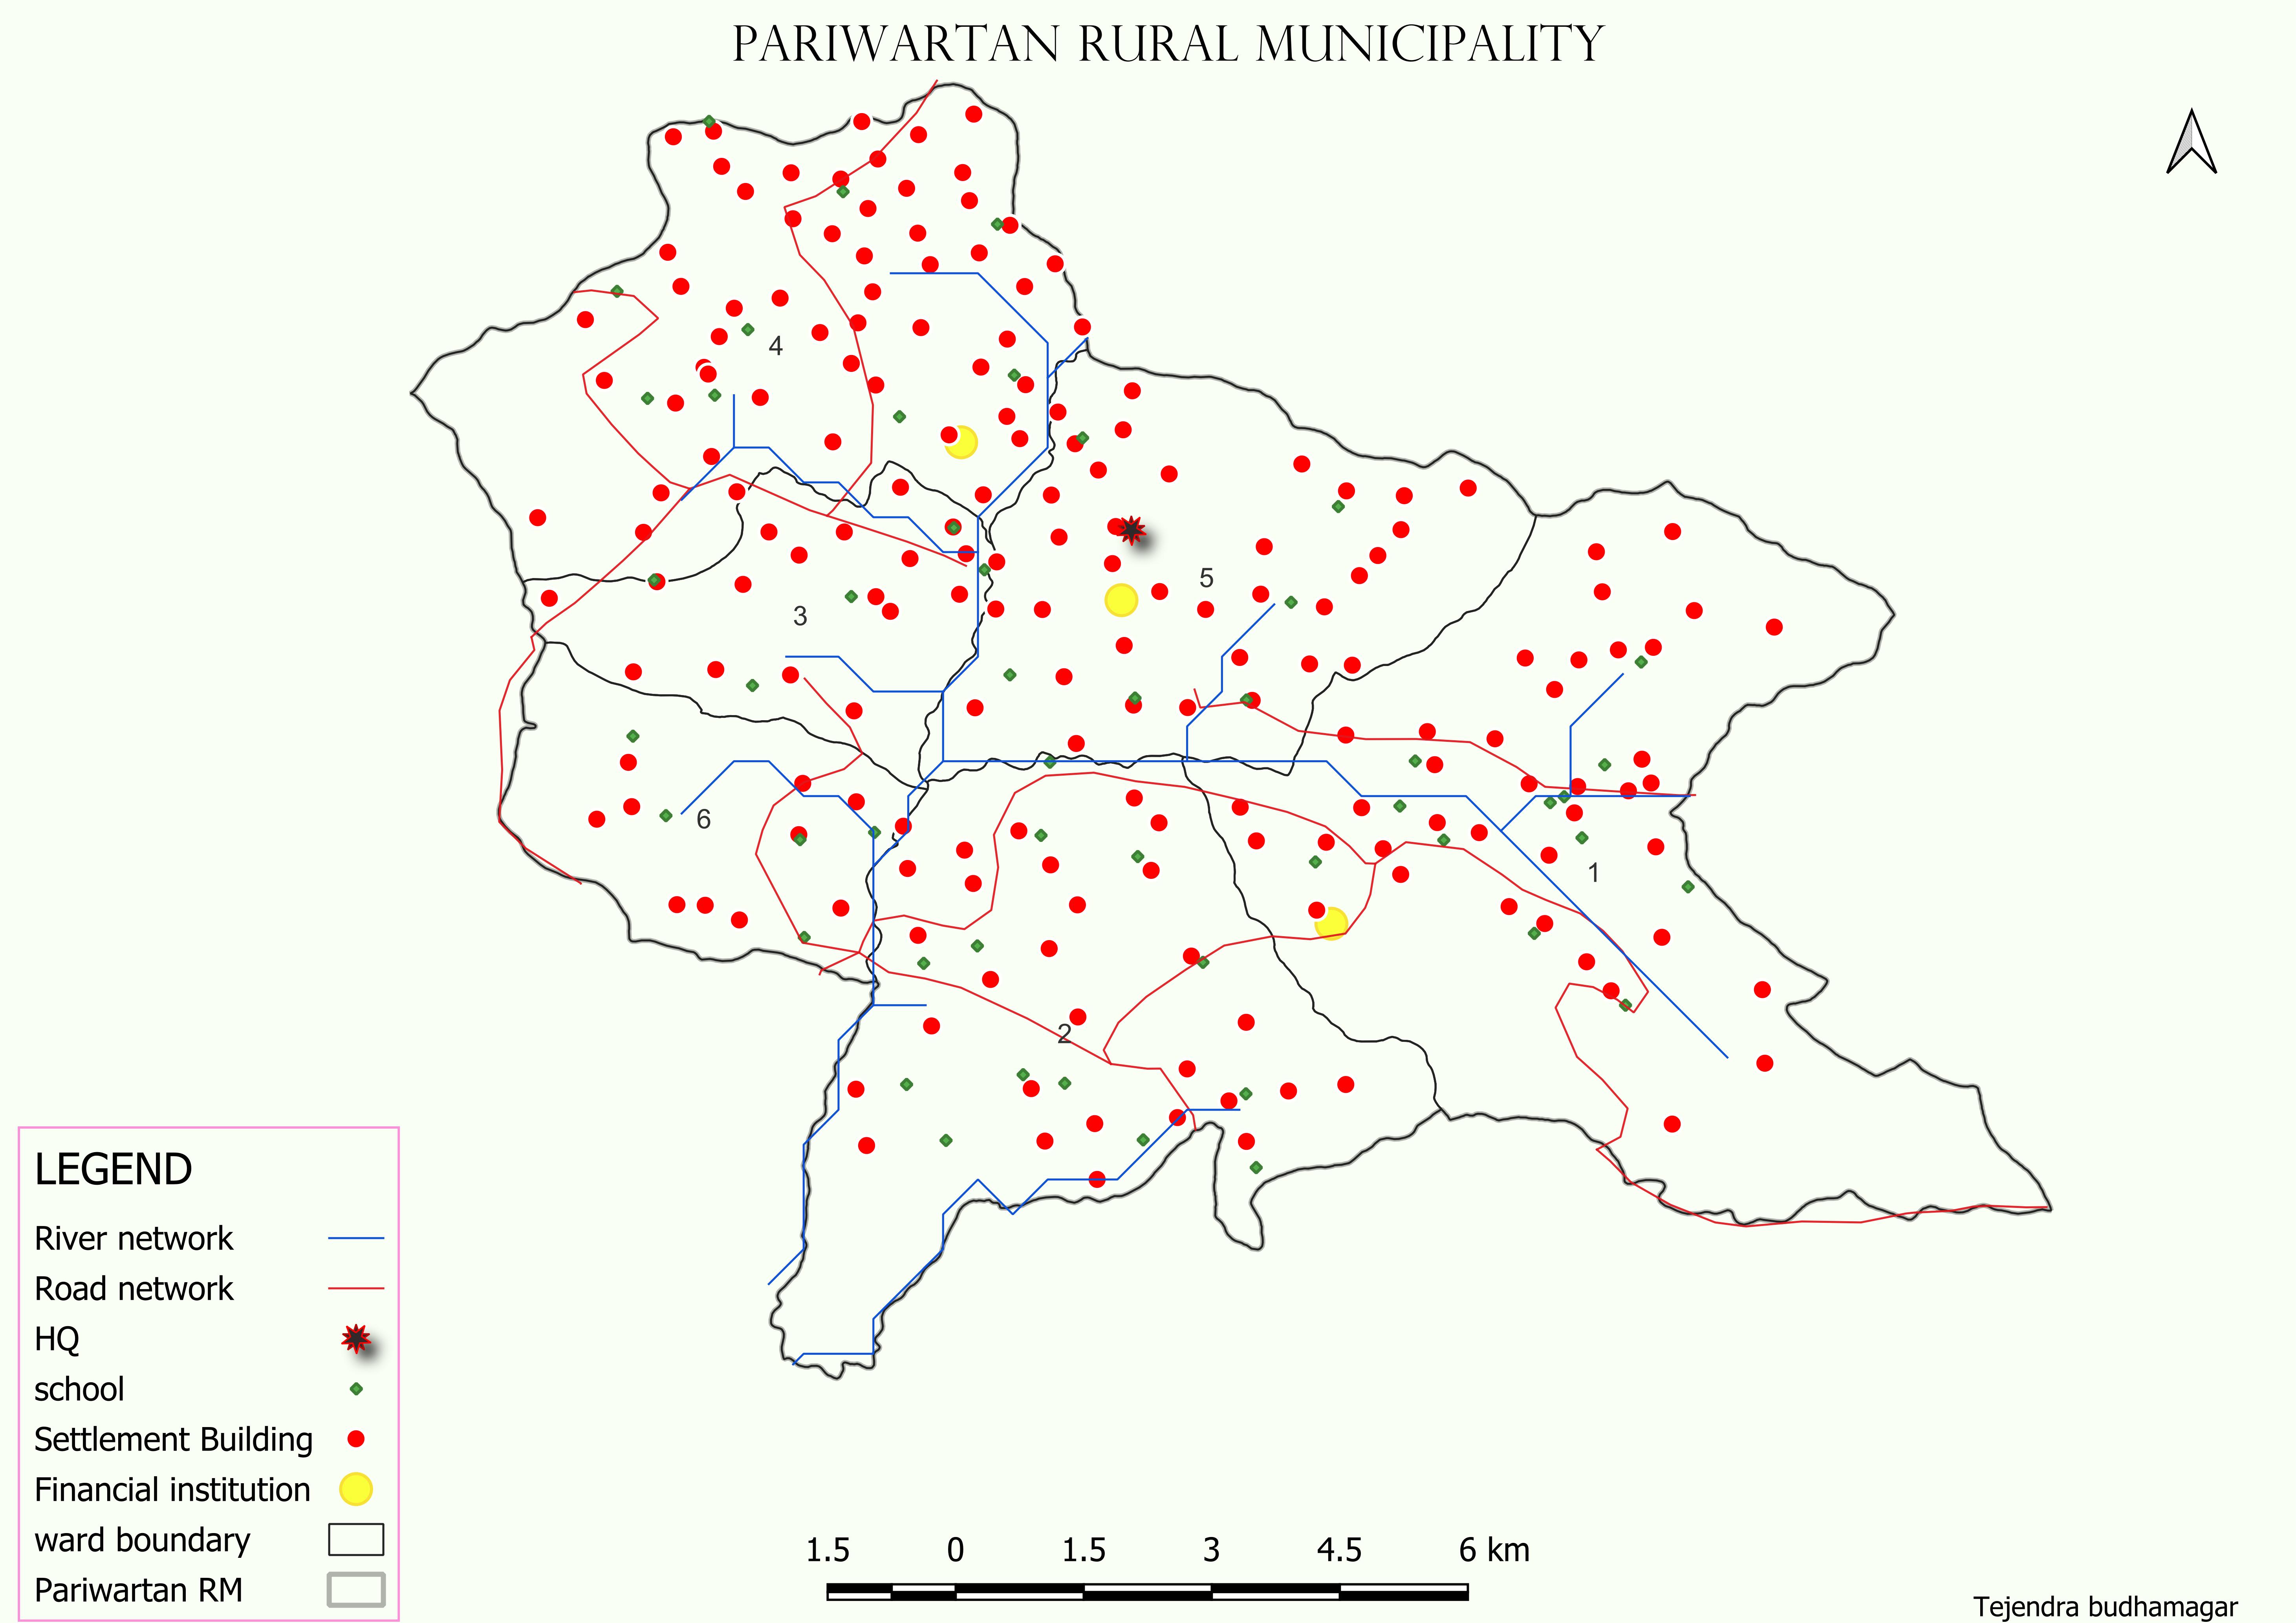 PARIWARTAN RURAL MUNICIPALITY
4
5
3
6
1
2
LEGEND
River network
Road network
HQ
school
Settlement Building
Financial institution
ward boundary
Pariwartan RM
1.5 0 1.5 3 4.5 6 km
Tejendra budhamagar